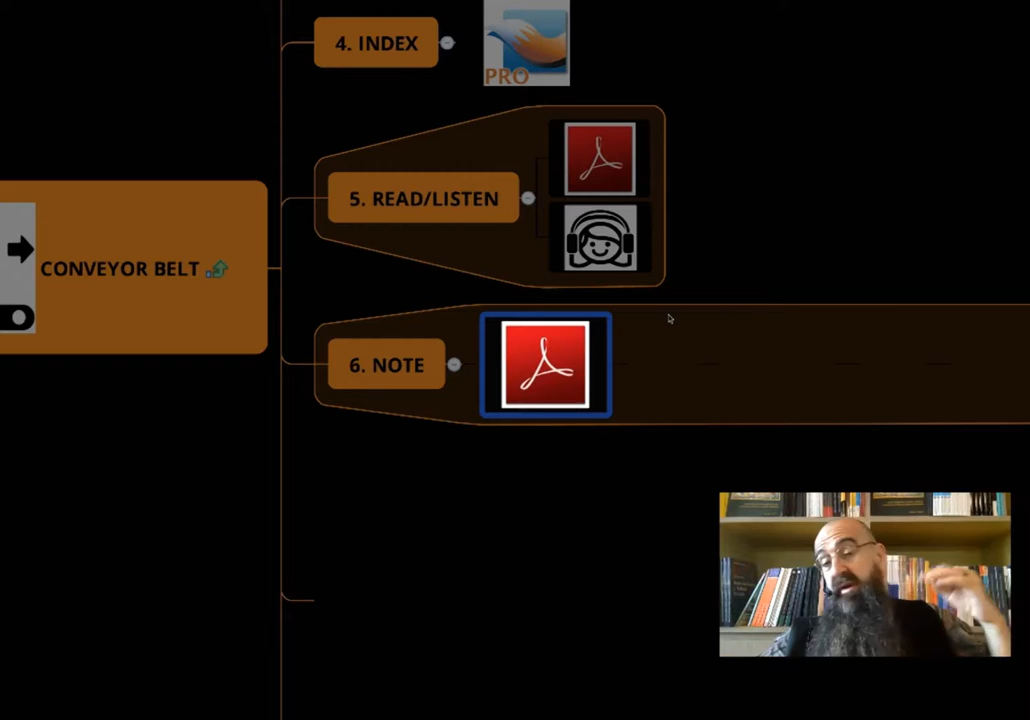 4. INDEX
PRO
5. READ/LISTEN
CONVEYOR BELT
6. NOTE